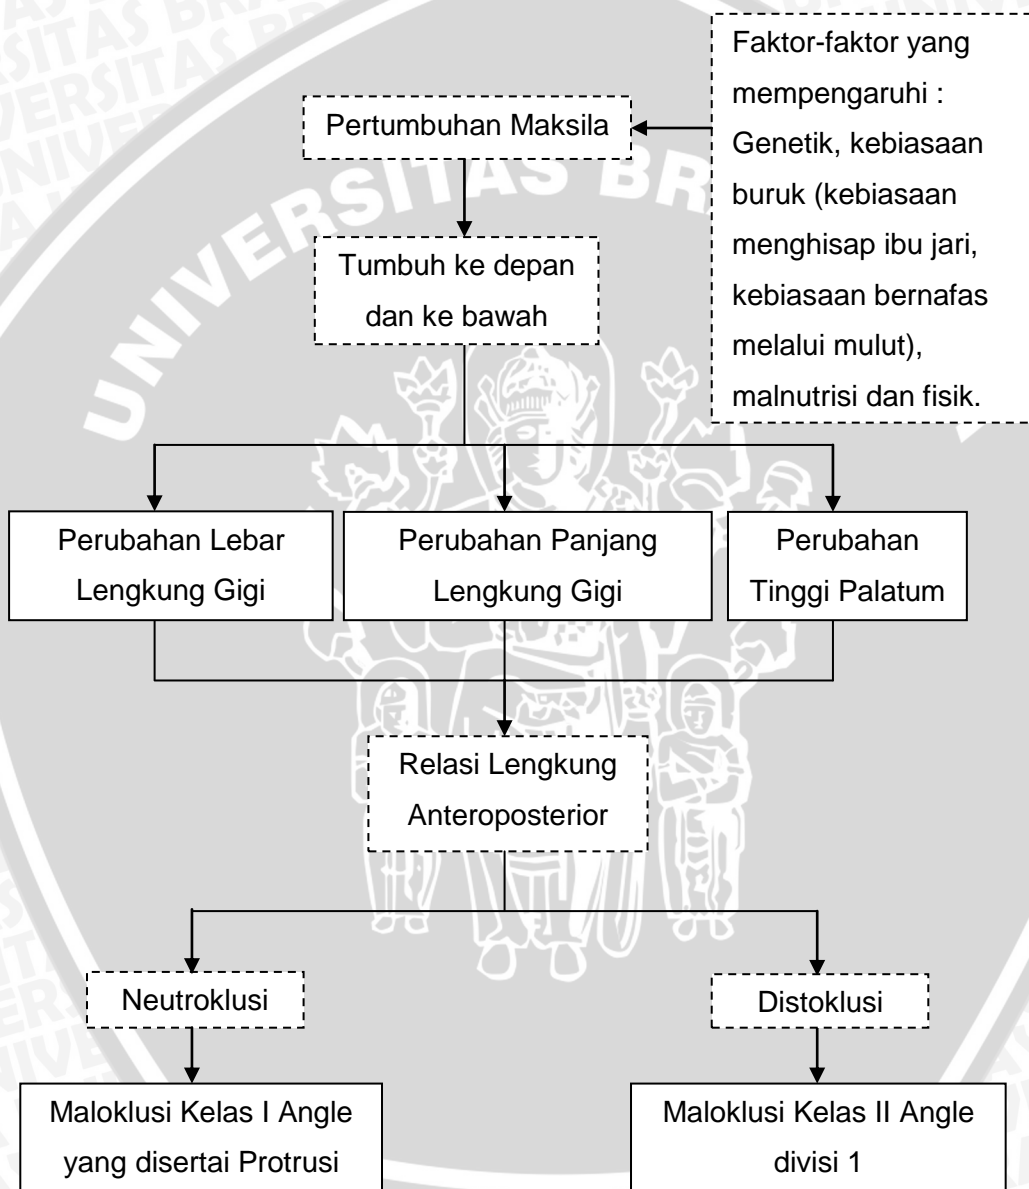 Faktor-faktor yang
mempengaruhi :
Genetik, kebiasaan
buruk (kebiasaan
menghisap ibu jari,
kebiasaan bernafas
melalui mulut),
malnutrisi dan fisik.
Pertumbuhan Maksila
UNIVERSITAS BRA
Tumbuh ke depan
dan ke bawah
Perubahan Lebar
Lengkung Gigi
Perubahan Panjang
Lengkung Gigi
Perubahan
Tinggi Palatum
Relasi Lengkung
Anteroposterior
Neutroklusi
Distoklusi
Maloklusi Kelas I Angle
yang disertai Protrusi
Maloklusi Kelas II Angle
divisi 1